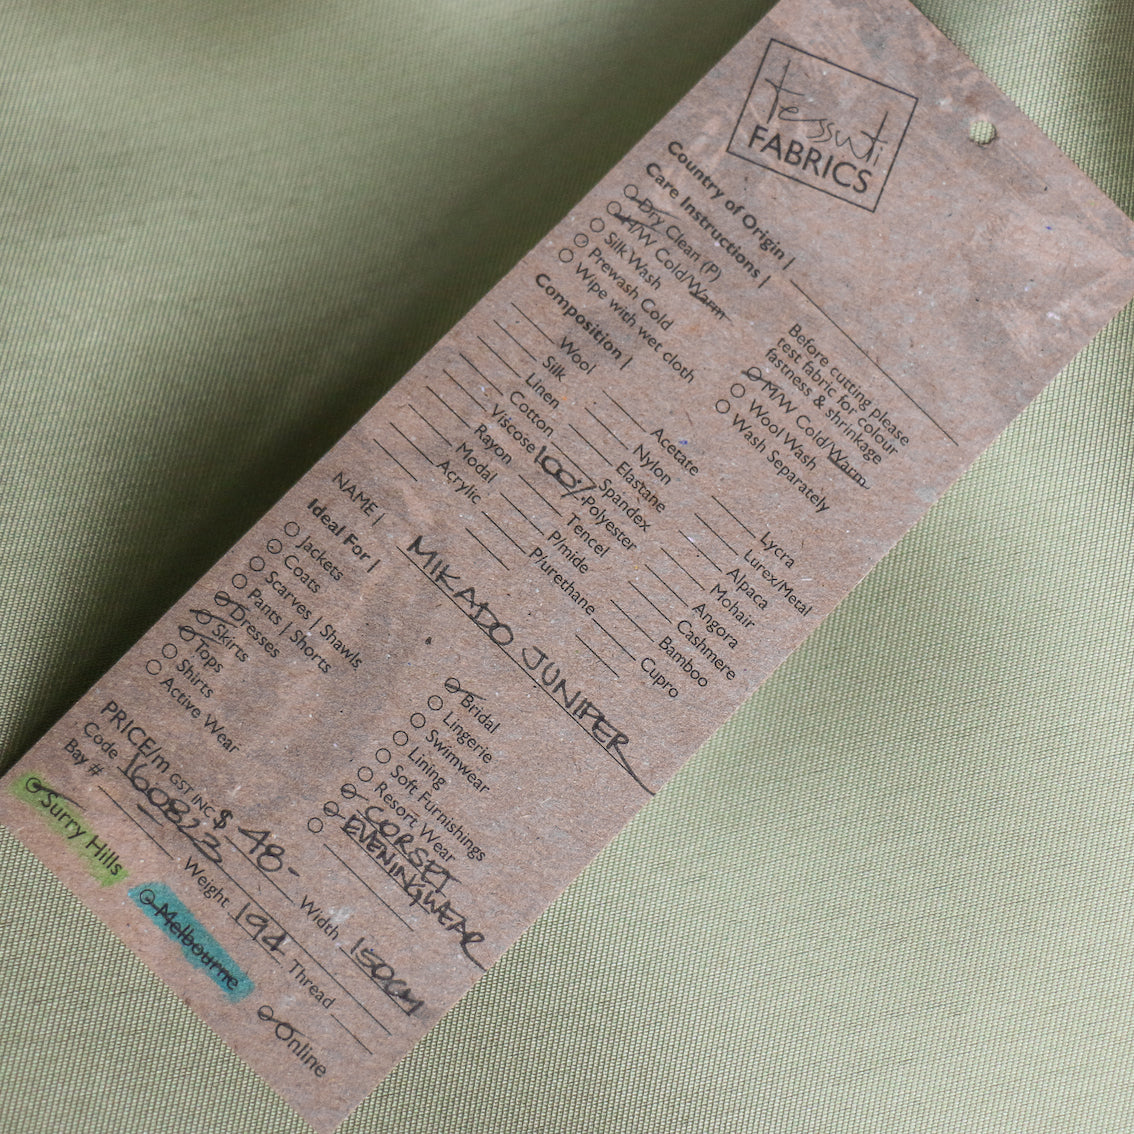 tessuti
FABRICS
Country of Origin |
Care Instructions |
Dry Clean (P)
H/W Cold/Warm
Silk Wash
Prewash Cold
Wipe with wet cloth
Before cutting please
test fabric for colour
fastness & shrinkage
M/W Cold/Warm
Wool Wash
Wash Separately
Composition |
Wool
Silk
Linen
Cotton
Viscose
Rayon
Modal
Acrylic
Acetate
Nylon
Elastane
Spandex
100% Polyester
Tencel
P/mide
P/urethane
Lycra
Lurex/Metal
Alpaca
Mohair
Angora
Cashmere
Bamboo
Cupro
NAME | MIKADO JUNIPER
Ideal For |
Jackets
Coats
Scarves | Shawls
Pants | Shorts
Dresses
Skirts
Tops
Shirts
Active Wear
Bridal
Lingerie
Swimwear
Lining
Soft Furnishings
Resort Wear
CORSET
EVENINGWEAR
PRICE/m GST INC $ 48- Width 150CM
Code 160823 Weight 194 Thread
Bay #
Surry Hills
Melbourne
Online